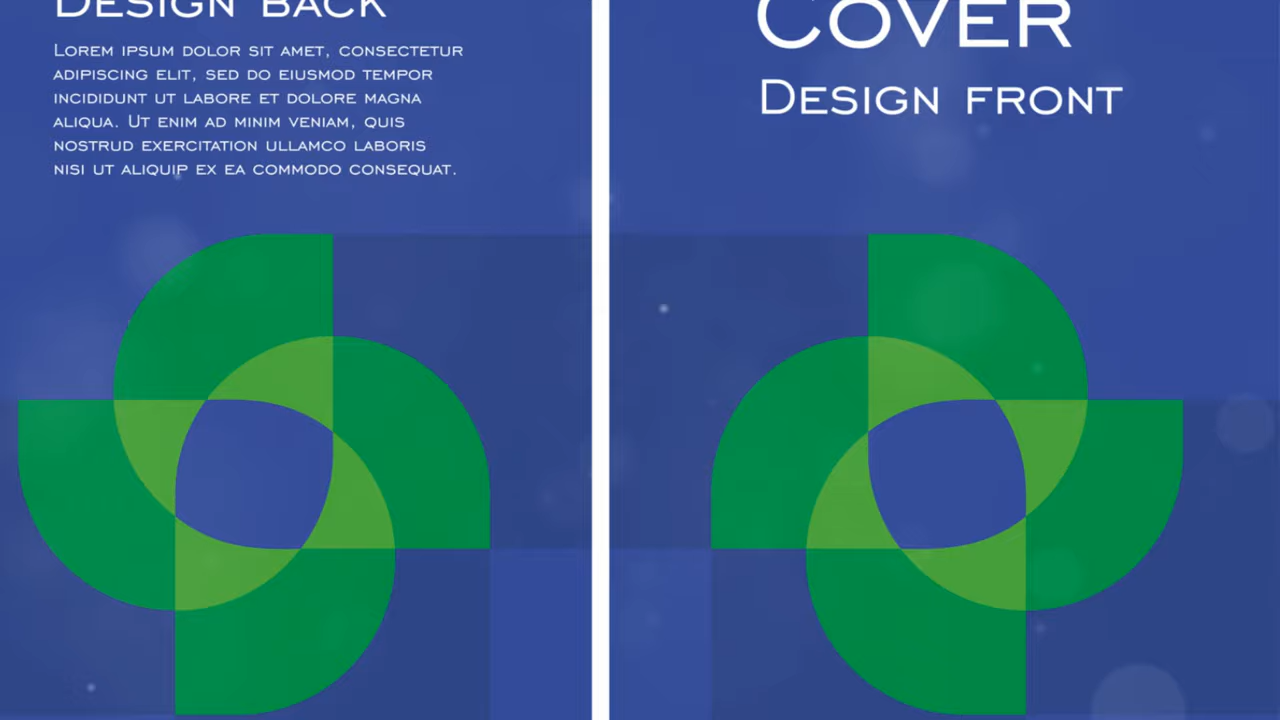 DESIGN BACK
LOREM IPSUM DOLOR SIT AMET, CONSECTETUR
ADIPISCING ELIT, SED DO EIUSMOD TEMPOR
INCIDIDUNT UT LABORE ET DOLORE MAGNA
ALIQUA. UT ENIM AD MINIM VENIAM, QUIS
NOSTRUD EXERCITATION ULLAMCO LABORIS
NISI UT ALIQUIP EX EA COMMODO CONSEQUAT.
COVER
DESIGN FRONT